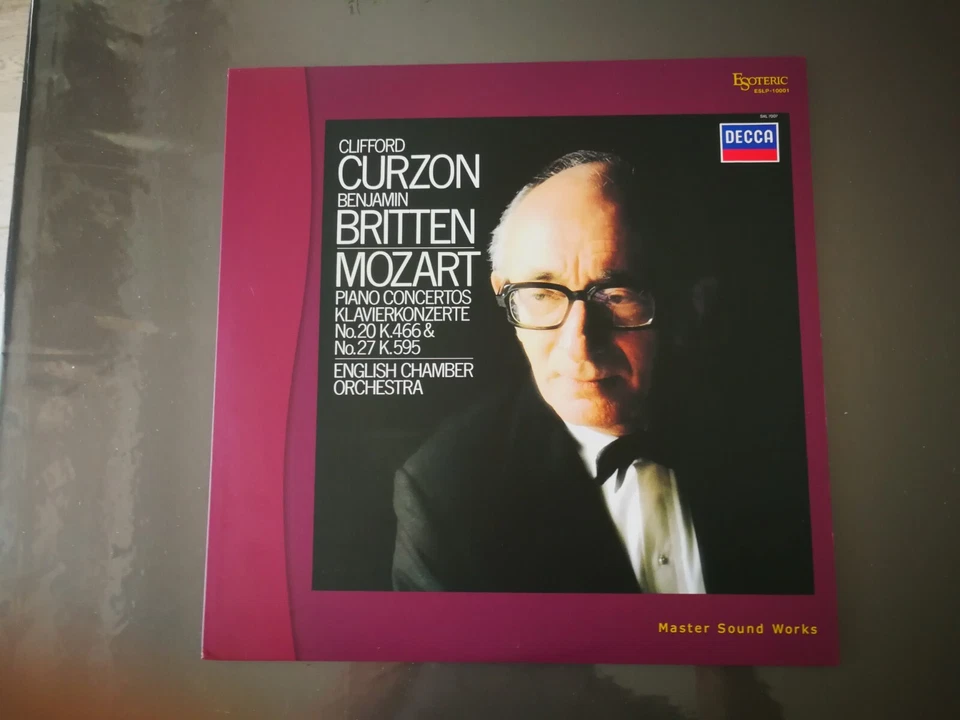 ESOTERIC
ESLP-10001
DECCA
CLIFFORD
CURZON
BENJAMIN
BRITTEN
MOZART
PIANO CONCERTOS
KLAVIERKONZERTE
No.20 K.466 &
No.27 K.595
ENGLISH CHAMBER
ORCHESTRA
Master Sound Works